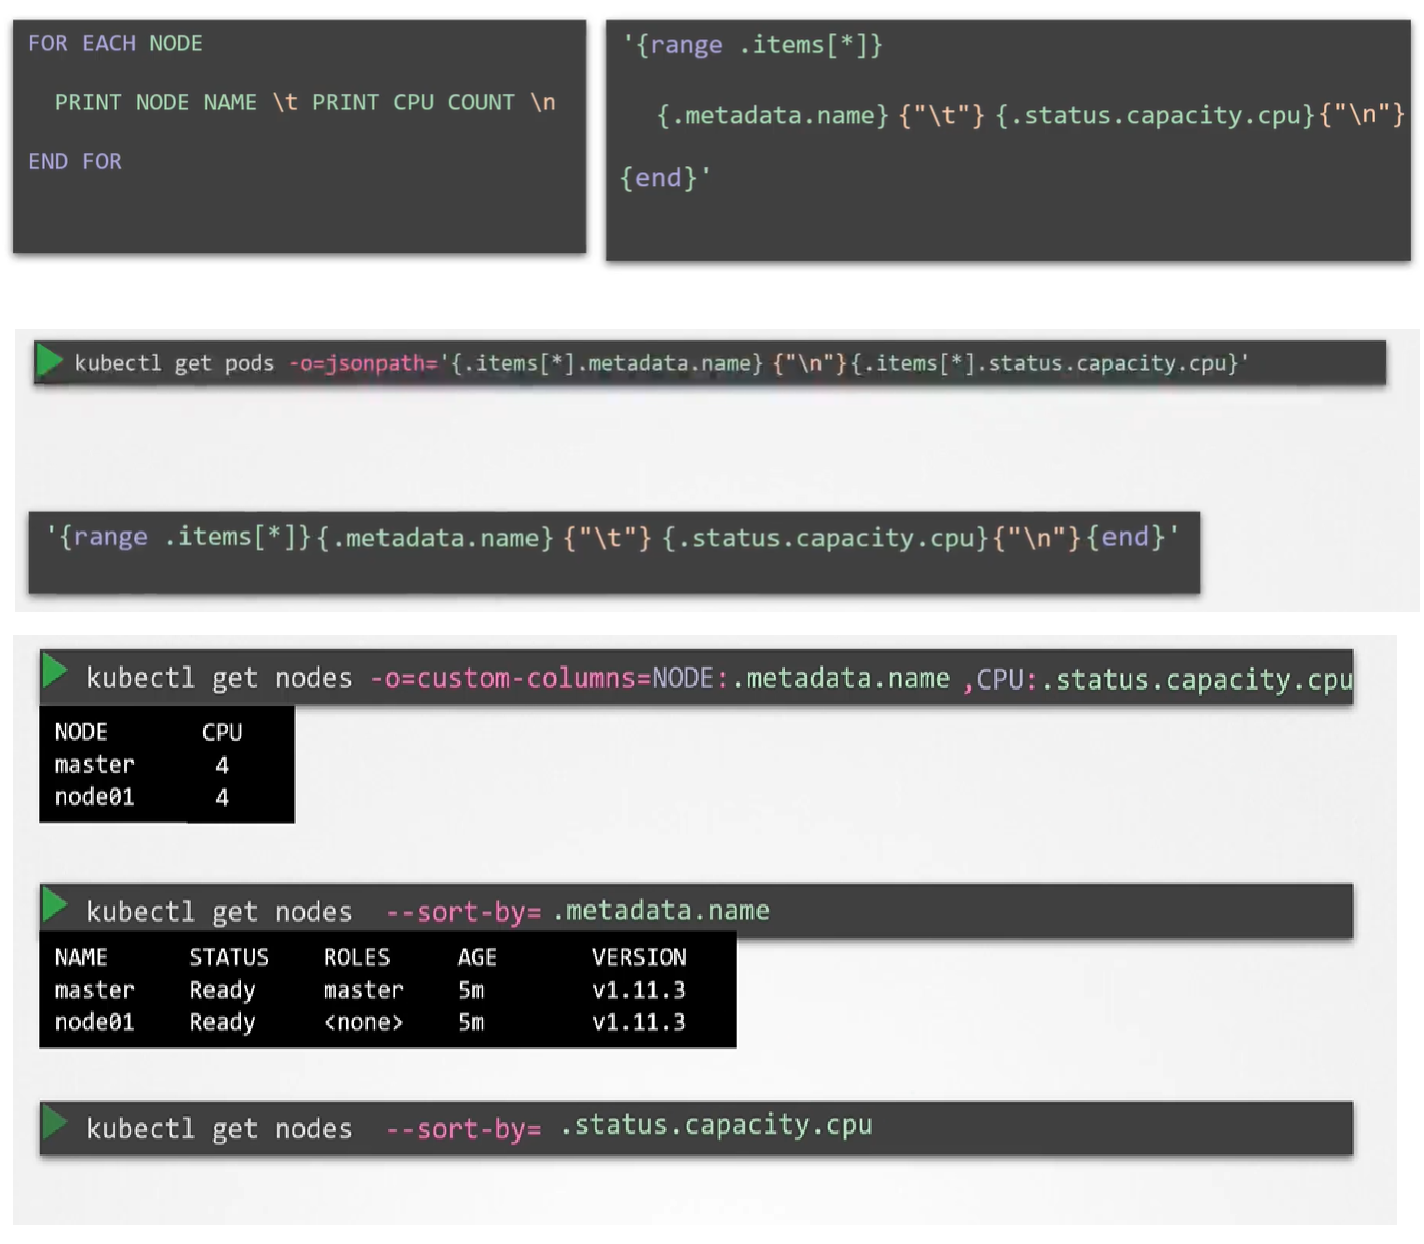 FOR EACH NODE
PRINT NODE NAME \t PRINT CPU COUNT \n
END FOR
'{range .items[*]}
{.metadata.name} {"\t"} {.status.capacity.cpu}{"\n"}
{end}'
kubectl get pods -o=jsonpath='{.items[*].metadata.name} {"\n"}{.items[*].status.capacity.cpu}'
'{range .items[*]}{.metadata.name} {"\t"} {.status.capacity.cpu}{"\n"}{end}'
kubectl get nodes -o=custom-columns=NODE:.metadata.name ,CPU:.status.capacity.cpu
NODE CPU
master 4
node01 4
kubectl get nodes --sort-by= .metadata.name
NAME STATUS ROLES AGE VERSION
master Ready master 5m v1.11.3
node01 Ready <none> 5m v1.11.3
kubectl get nodes --sort-by= .status.capacity.cpu